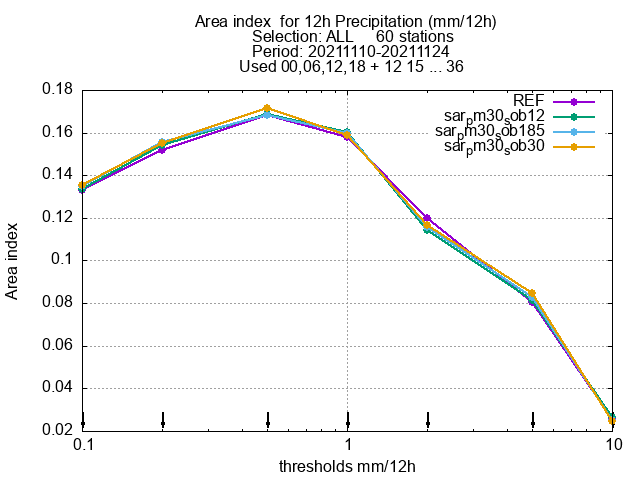 Area index  for 12h Precipitation (mm/12h)
Selection: ALL     60 stations
Period: 20211110-20211124
Used 00,06,12,18 + 12 15 ... 36
0.18
0.16
0.14
0.12
0.1
0.08
0.06
0.04
0.02
Area index
REF
sar_pm30_sob12
sar_pm30_sob185
sar_pm30_sob30
0.1
1
10
thresholds mm/12h